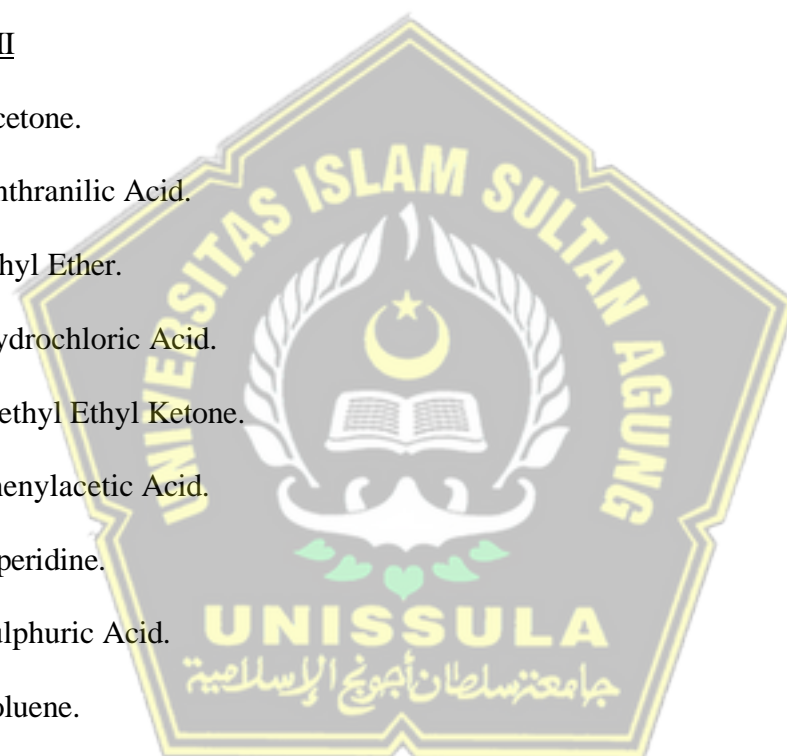 II
cetone.
nthranilic Acid.
hyl Ether.
ydrochloric Acid.
ethyl Ethyl Ketone.
henylacetic Acid.
peridine.
ulphuric Acid.
oluene.
UNIVERSITAS ISLAM SULTAN AGUNG
UNISSULA
جامعة سلطان أجونج الإسلامية